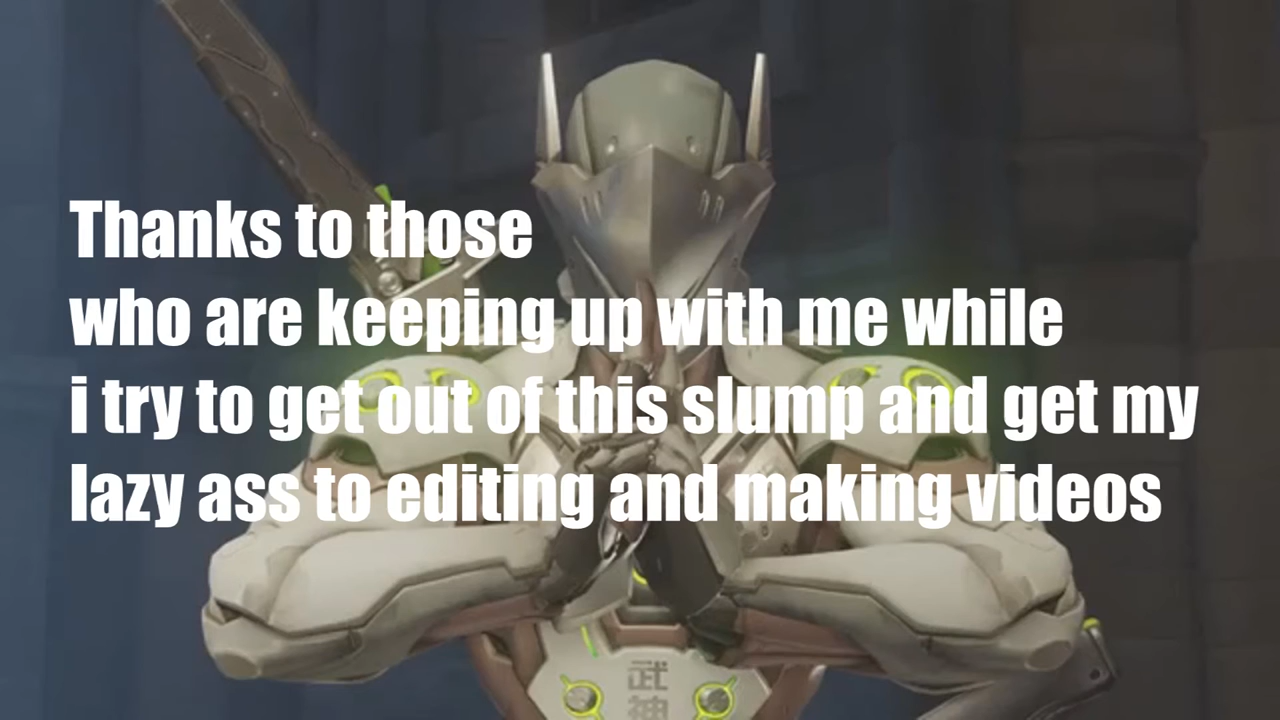 Thanks to those
who are keeping up with me while
i try to get out of this slump and get my
lazy ass to editing and making videos
武
神